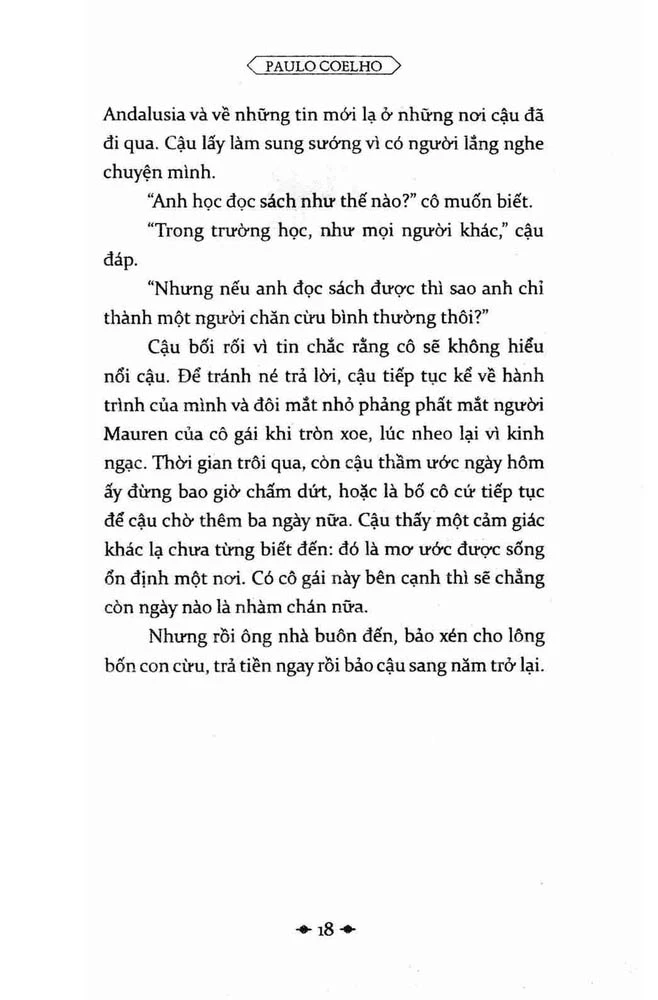 PAULO COELHO
Andalusia và về những tin mới lạ ở những nơi cậu đã
đi qua. Cậu lấy làm sung sướng vì có người lắng nghe
chuyện mình.
“Anh học đọc sách như thế nào?” cô muốn biết.
“Trong trường học, như mọi người khác,” cậu
đáp.
“Nhưng nếu anh đọc sách được thì sao anh chỉ
thành một người chăn cừu bình thường thôi?”
Cậu bối rối vì tin chắc rằng cô sẽ không hiểu
nổi cậu. Để tránh né trả lời, cậu tiếp tục kể về hành
trình của mình và đôi mắt nhỏ phảng phất mắt người
Mauren của cô gái khi tròn xoe, lúc nheo lại vì kinh
ngạc. Thời gian trôi qua, còn cậu thầm ước ngày hôm
ấy đừng bao giờ chấm dứt, hoặc là bố cô cứ tiếp tục
để cậu chờ thêm ba ngày nữa. Cậu thấy một cảm giác
khác lạ chưa từng biết đến: đó là mơ ước được sống
ổn định một nơi. Có cô gái này bên cạnh thì sẽ chẳng
còn ngày nào là nhàm chán nữa.
Nhưng rồi ông nhà buôn đến, bảo xén cho lông
bốn con cừu, trả tiền ngay rồi bảo cậu sang năm trở lại.
18